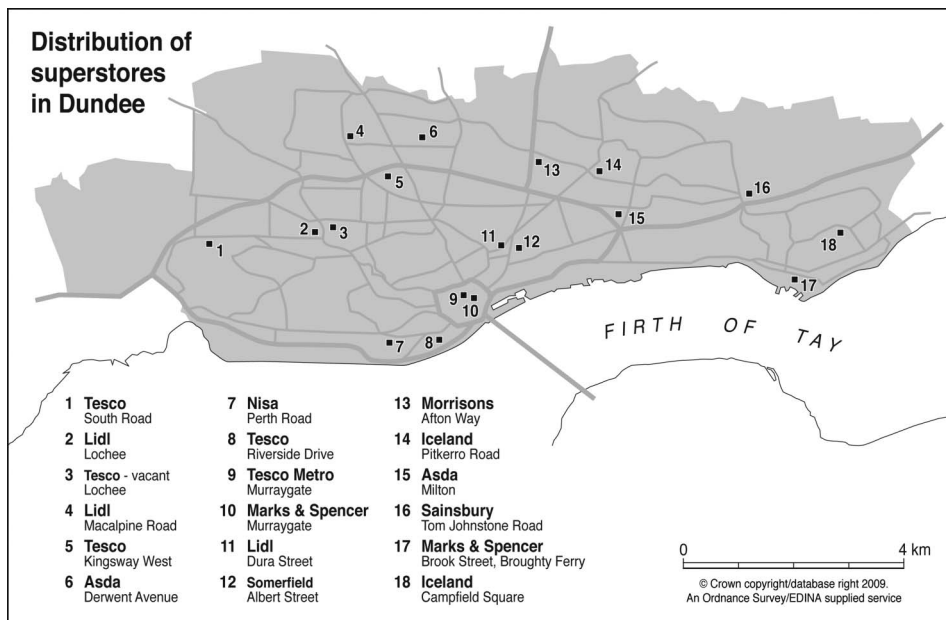 Distribution of
superstores
in Dundee
4
6
5
13
14
16
2
3
15
1
11
12
18
9
10
17
7
8
FIRTH OF TAY
1 Tesco
South Road
2 Lidl
Lochee
3 Tesco - vacant
Lochee
4 Lidl
Macalpine Road
5 Tesco
Kingsway West
6 Asda
Derwent Avenue
7 Nisa
Perth Road
8 Tesco
Riverside Drive
9 Tesco Metro
Murraygate
10 Marks & Spencer
Murraygate
11 Lidl
Dura Street
12 Somerfield
Albert Street
13 Morrisons
Afton Way
14 Iceland
Pitkerro Road
15 Asda
Milton
16 Sainsbury
Tom Johnstone Road
17 Marks & Spencer
Brook Street, Broughty Ferry
18 Iceland
Campfield Square
0 4 km
© Crown copyright/database right 2009.
An Ordnance Survey/EDINA supplied service